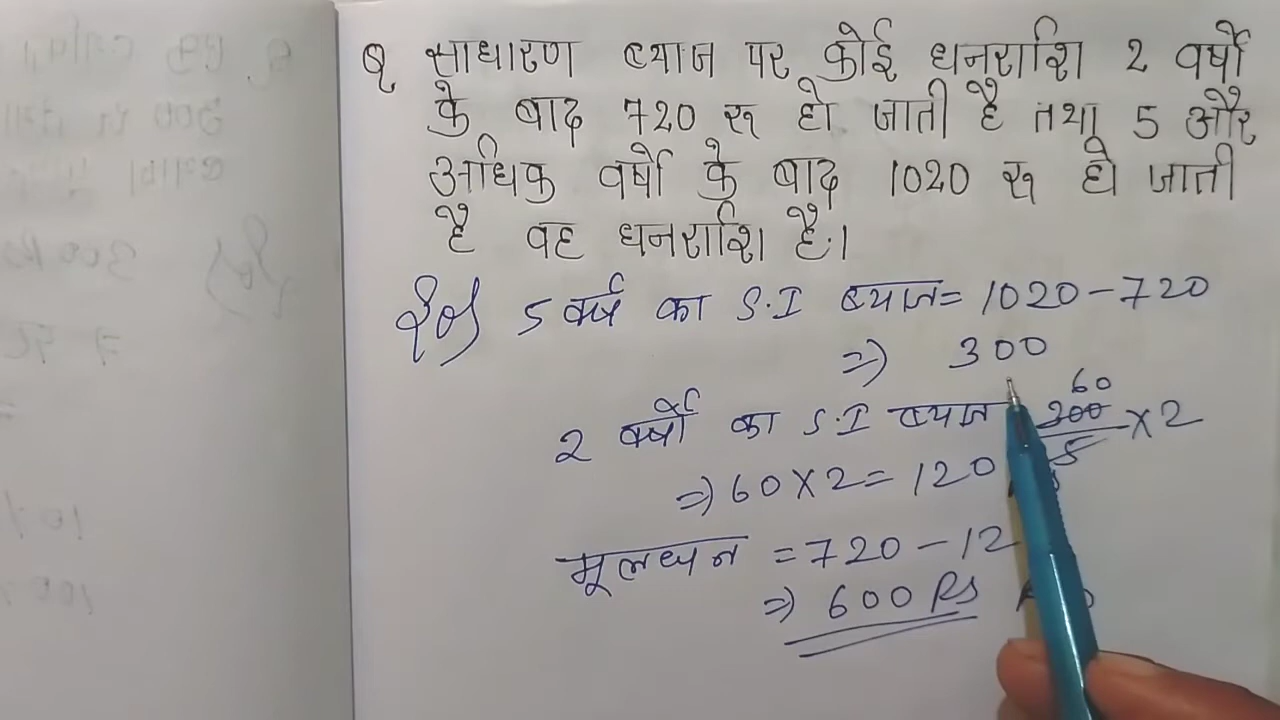 Q साधारण ब्याज पर कोई धनराशि 2 वर्षो
के बाद 720 रू हो जाती है तथा 5 और
अधिक वर्षो के बाद 1020 रू हो जाती
है वह धनराशि है।
Sol 5 वर्ष का S.I ब्याज = 1020 - 720
⇒ 300
60
2 वर्षो का S.I ब्याज 300/5 × 2
⇒ 60 × 2 = 120
मूलधन = 720 - 12
⇒ 600 Rs